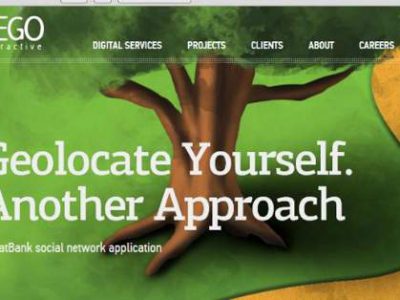 EGO
ractive
DIGITAL SERVICES PROJECTS CLIENTS ABOUT CAREERS
Geolocate Yourself.
Another Approach
atBank social network application